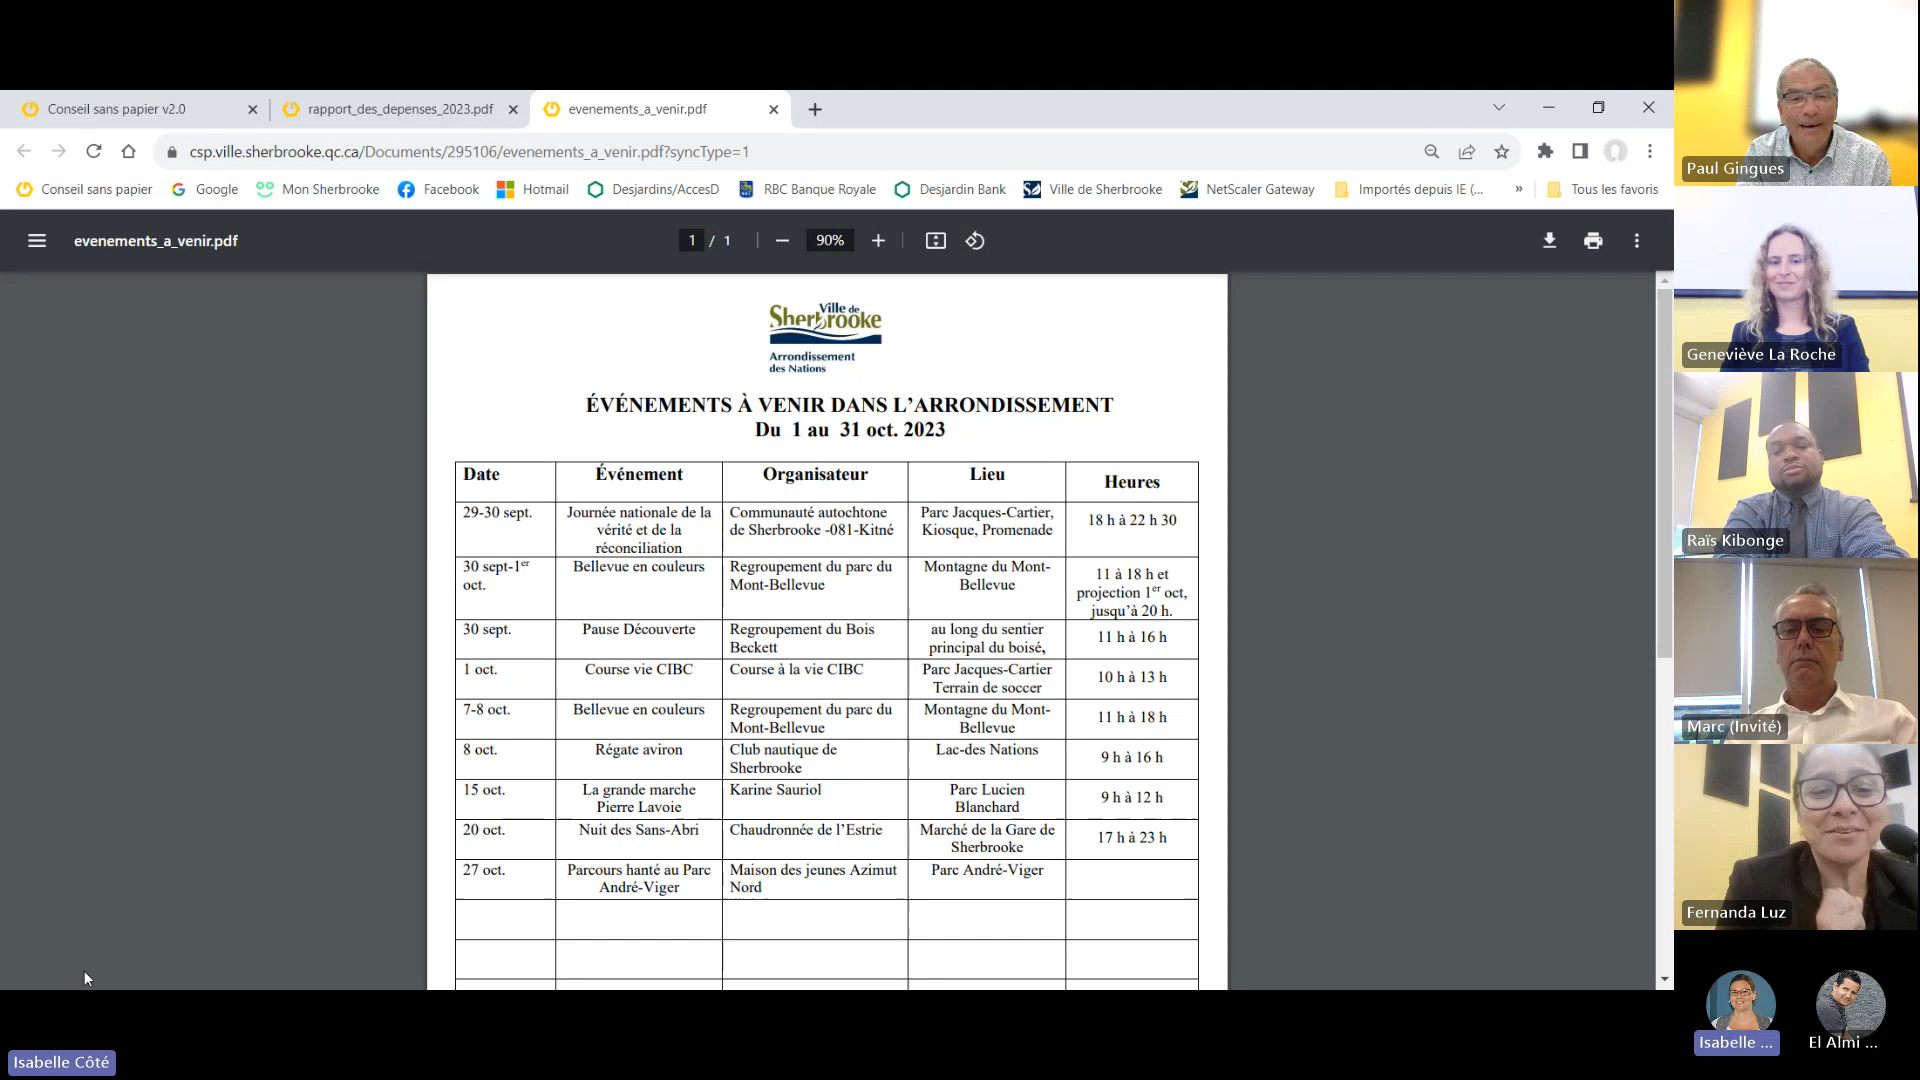 Conseil sans papier v2.0
rapport_des_depenses_2023.pdf
evenements_a_venir.pdf
csp.ville.sherbrooke.qc.ca/Documents/295106/evenements_a_venir.pdf?syncType=1
Conseil sans papier
Google
Mon Sherbrooke
Facebook
Hotmail
Desjardins/AccesD
RBC Banque Royale
Desjardin Bank
Ville de Sherbrooke
NetScaler Gateway
Importés depuis IE (...
»
Tous les favoris
evenements_a_venir.pdf
1 / 1
90%
Ville de
Sherbrooke
Arrondissement
des Nations
ÉVÉNEMENTS À VENIR DANS L'ARRONDISSEMENT
Du 1 au 31 oct. 2023
Date Événement Organisateur Lieu Heures
29-30 sept. Journée nationale de la Communauté autochtone Parc Jacques-Cartier, 18 h à 22 h 30
vérité et de la de Sherbrooke -081-Kitné Kiosque, Promenade
réconciliation
30 sept-1er Bellevue en couleurs Regroupement du parc du Montagne du Mont- 11 à 18 h et
oct. Mont-Bellevue Bellevue projection 1er oct,
jusqu'à 20 h.
30 sept. Pause Découverte Regroupement du Bois au long du sentier 11 h à 16 h
Beckett principal du boisé,
1 oct. Course vie CIBC Course à la vie CIBC Parc Jacques-Cartier 10 h à 13 h
Terrain de soccer
7-8 oct. Bellevue en couleurs Regroupement du parc du Montagne du Mont- 11 h à 18 h
Mont-Bellevue Bellevue
8 oct. Régate aviron Club nautique de Lac-des Nations 9 h à 16 h
Sherbrooke
15 oct. La grande marche Karine Sauriol Parc Lucien 9 h à 12 h
Pierre Lavoie Blanchard
20 oct. Nuit des Sans-Abri Chaudronnée de l'Estrie Marché de la Gare de 17 h à 23 h
Sherbrooke
27 oct. Parcours hanté au Parc Maison des jeunes Azimut Parc André-Viger
André-Viger Nord
Paul Gingues
Geneviève La Roche
Raïs Kibonge
Marc (Invité)
Fernanda Luz
Isabelle ...
El Almi ...
Isabelle Côté